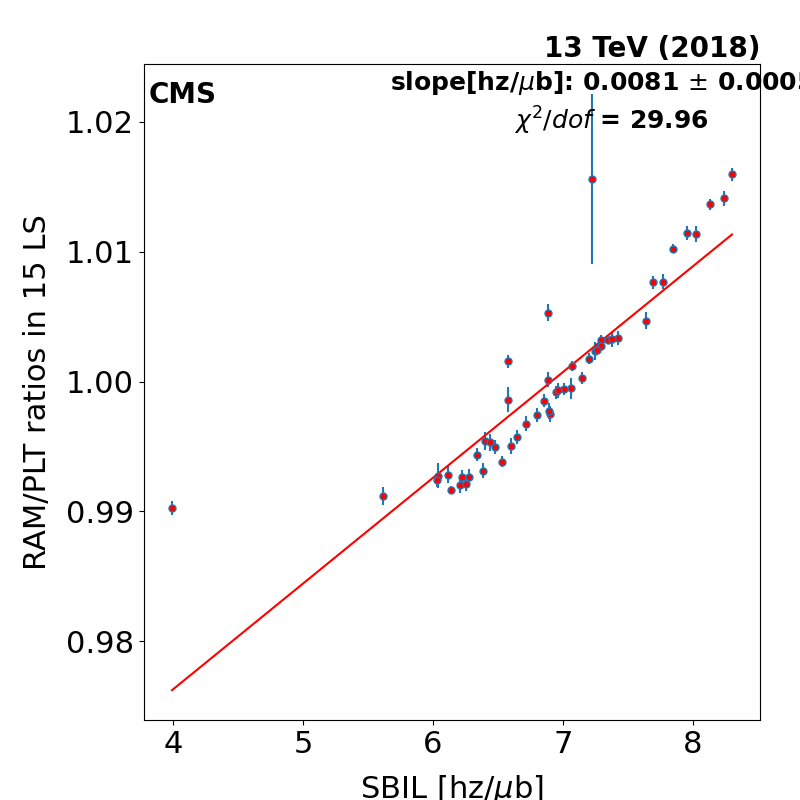 13 TeV (2018)
CMS
slope[hz/μb]: 0.0081 ± 0.0005
χ²/dof = 29.96
RAM/PLT ratios in 15 LS
1.02
1.01
1.00
0.99
0.98
4 5 6 7 8
SBIL [hz/μb]